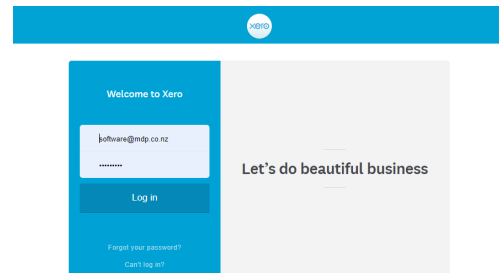 xero
Welcome to Xero
software@mdp.co.nz
•••••••••
Log in
Let's do beautiful business
Forgot your password?
Can't log in?